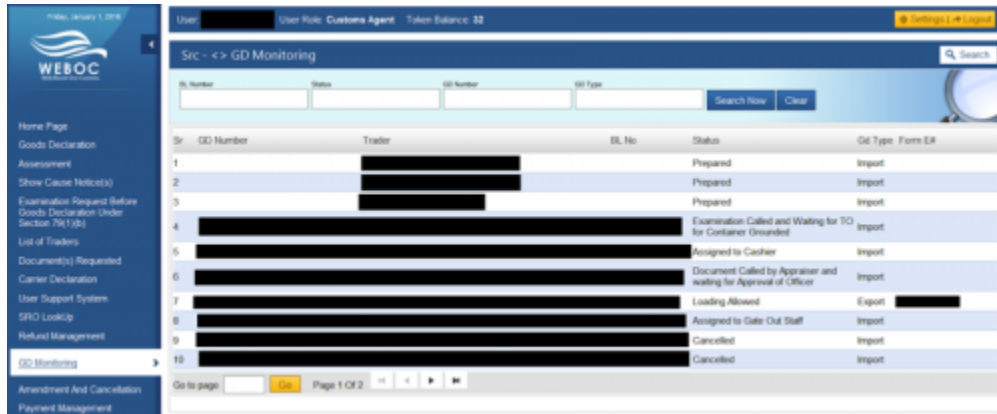 Friday, January 1, 2016
WEBOC
User:
User Role: Customs Agent
Token Balance: 32
Settings | Logout
Src - <> GD Monitoring
Search
BL Number
Status
GD Number
GD Type
Search Now
Clear
Home Page
Goods Declaration
Assessment
Show Cause Notice(s)
Examination Request Before
Goods Declaration Under
Section 79(1)(b)
List of Traders
Document(s) Requested
Carrier Declaration
User Support System
SRO LookUp
Refund Management
GD Monitoring
Amendment And Cancellation
Payment Management
Sr GD Number Trader BL No Status Gd Type Form E#
1 Prepared Import
2 Prepared Import
3 Prepared Import
4 Examination Called and Waiting for TO
for Container Grounded Import
5 Assigned to Cashier Import
6 Document Called by Appraiser and
waiting for Approval of Officer Import
7 Loading Allowed Export
8 Assigned to Gate Out Staff Import
9 Cancelled Import
10 Cancelled Import
Go to page Go Page 1 Of 2